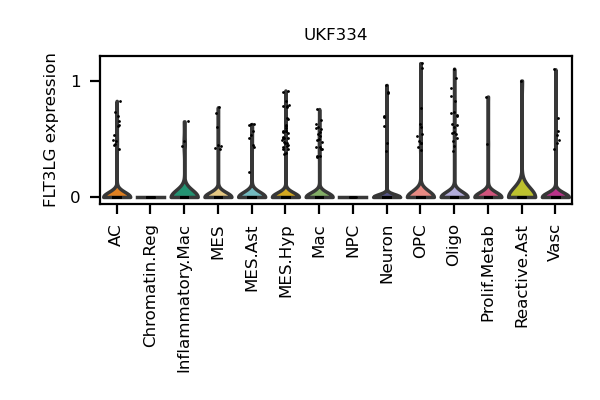 UKF334
FLT3LG expression
1
0
AC
Chromatin.Reg
Inflammatory.Mac
MES
MES.Ast
MES.Hyp
Mac
NPC
Neuron
OPC
Oligo
Prolif.Metab
Reactive.Ast
Vasc